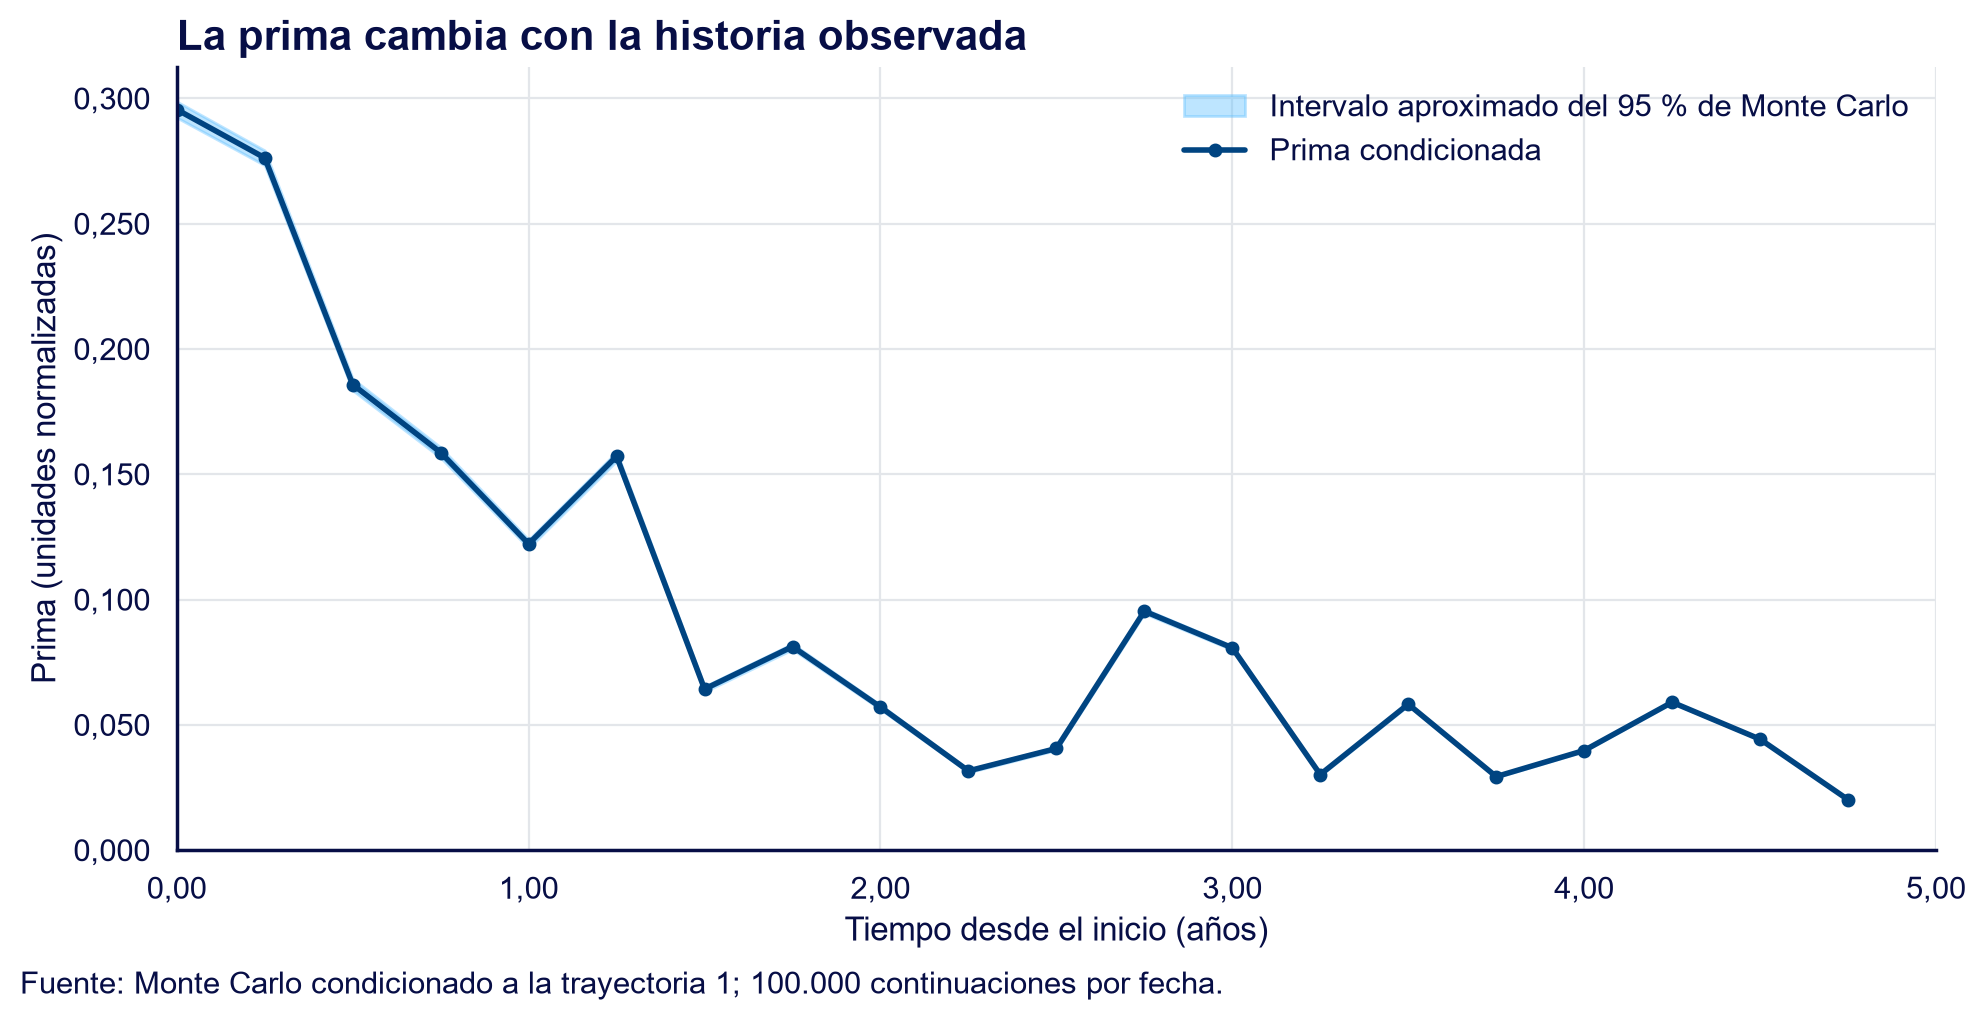 La prima cambia con la historia observada
Intervalo aproximado del 95 % de Monte Carlo
Prima condicionada
Prima (unidades normalizadas)
0,300
0,250
0,200
0,150
0,100
0,050
0,000
0,00 1,00 2,00 3,00 4,00 5,00
Tiempo desde el inicio (años)
Fuente: Monte Carlo condicionado a la trayectoria 1; 100.000 continuaciones por fecha.